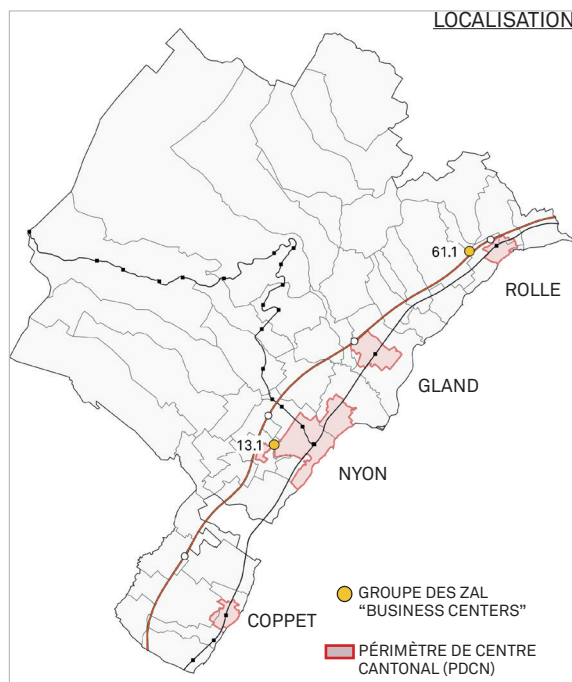 LOCALISATION
61.1
ROLLE
GLAND
13.1
NYON
COPPET
GROUPE DES ZAL
"BUSINESS CENTERS"
PÉRIMÈTRE DE CENTRE
CANTONAL (PDCN)